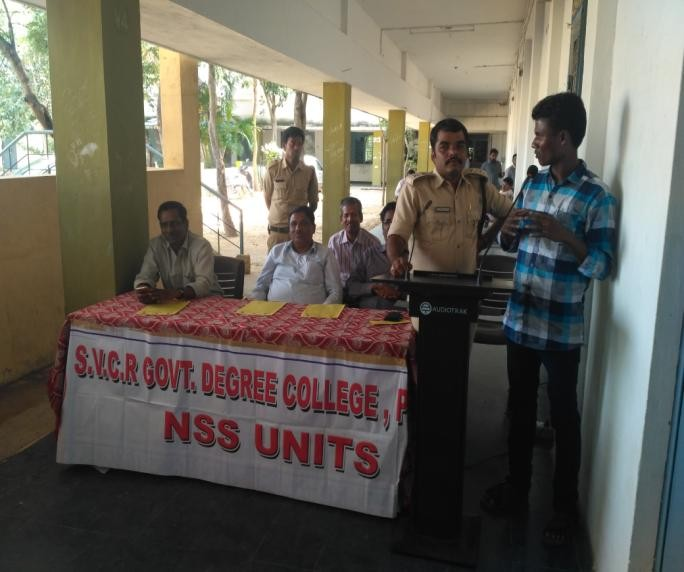 AUDIOTRAK
S.V.C.R GOVT. DEGREE COLLEGE, P
NSS UNITS